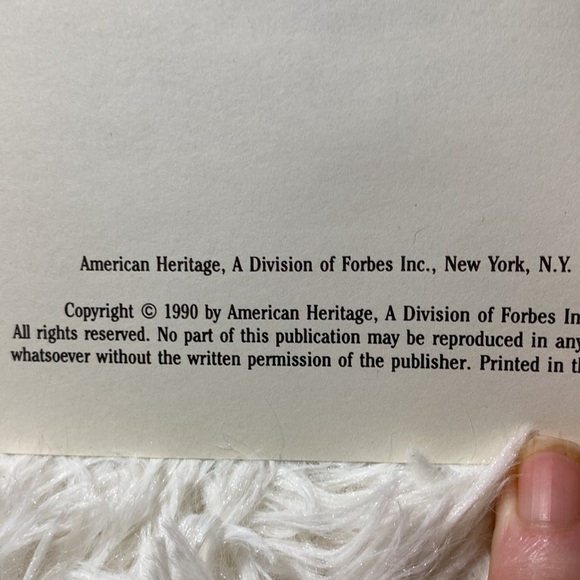 American Heritage, A Division of Forbes Inc., New York, N.Y.
Copyright © 1990 by American Heritage, A Division of Forbes In
All rights reserved. No part of this publication may be reproduced in any
whatsoever without the written permission of the publisher. Printed in th